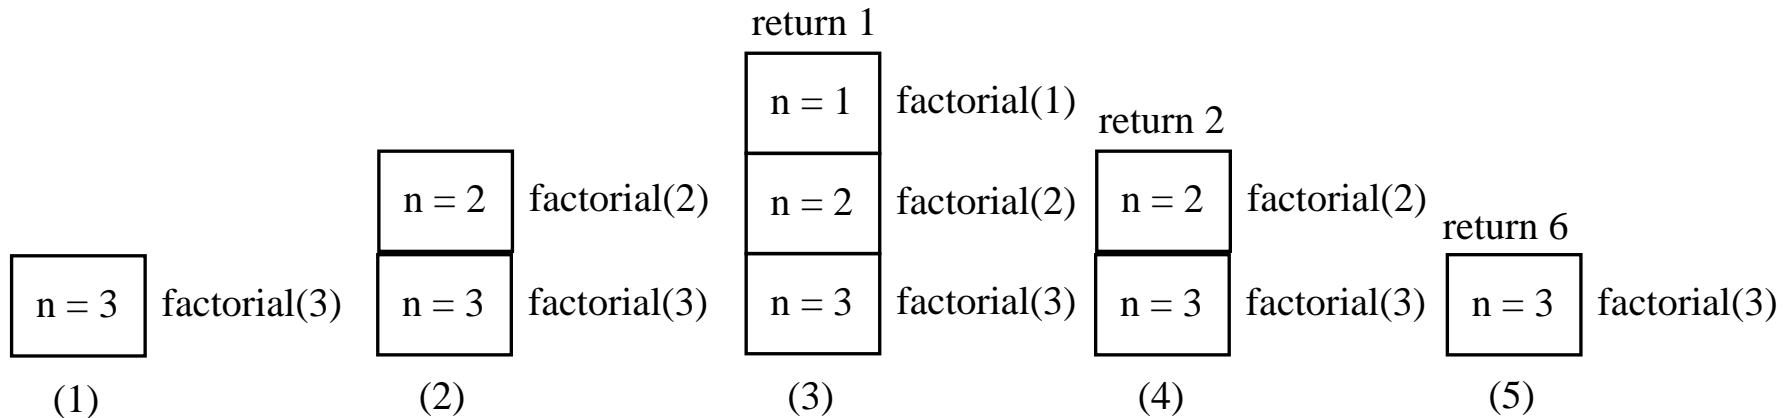 return 1
n = 1 factorial(1)
return 2
n = 2 factorial(2) n = 2 factorial(2) n = 2 factorial(2)
return 6
n = 3 factorial(3) n = 3 factorial(3) n = 3 factorial(3) n = 3 factorial(3) n = 3 factorial(3)
(1) (2) (3) (4) (5)